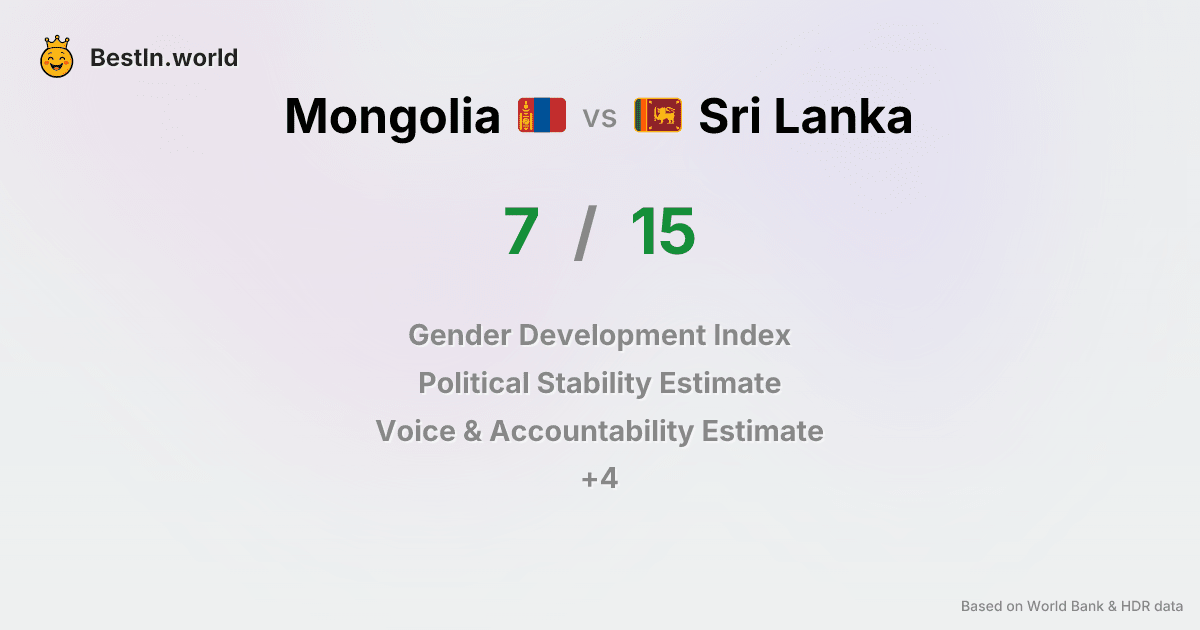 BestIn.world
Mongolia vs Sri Lanka
7 / 15
Gender Development Index
Political Stability Estimate
Voice & Accountability Estimate
+4
Based on World Bank & HDR data